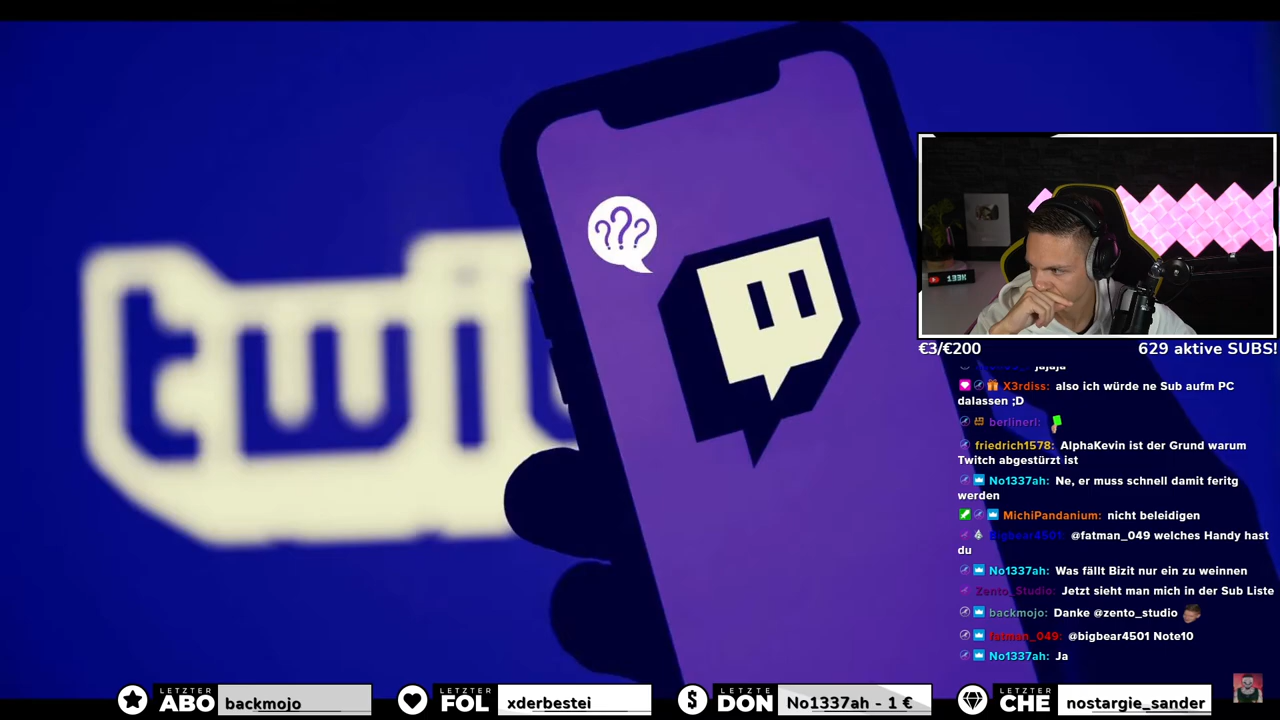 twi
???
133K
€3/€200
629 aktive SUBS!
jajaja
X3rdiss: also ich würde ne Sub aufm PC
dalassen ;D
berlinerl:
friedrich1578: AlphaKevin ist der Grund warum
Twitch abgestürzt ist
No1337ah: Ne, er muss schnell damit feritg
werden
MichiPandanium: nicht beleidigen
Bigbear4501: @fatman_049 welches Handy hast
du
No1337ah: Was fällt Bizit nur ein zu weinnen
Zento_Studio: Jetzt sieht man mich in der Sub Liste
backmojo: Danke @zento_studio
fatman_049: @bigbear4501 Note10
No1337ah: Ja
LETZTER
ABO
backmojo
LETZTER
FOL
xderbestei
LETZTE
DON
No1337ah - 1 €
LETZTER
CHE
nostargie_sander